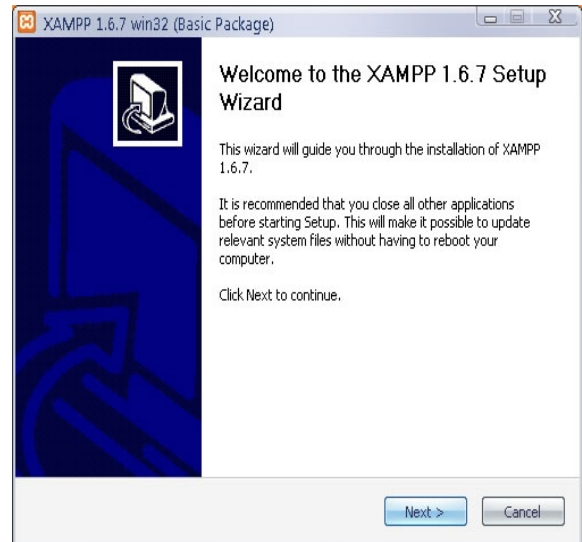 XAMPP 1.6.7 win32 (Basic Package)
Welcome to the XAMPP 1.6.7 Setup
Wizard
This wizard will guide you through the installation of XAMPP
1.6.7.
It is recommended that you close all other applications
before starting Setup. This will make it possible to update
relevant system files without having to reboot your
computer.
Click Next to continue.
Next >
Cancel